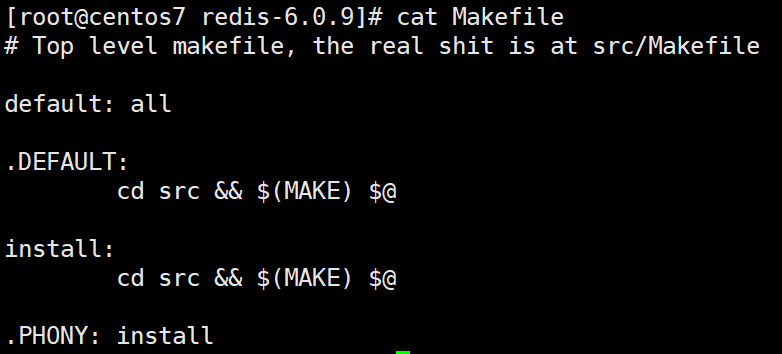 [root@centos7 redis-6.0.9]# cat Makefile
# Top level makefile, the real shit is at src/Makefile
default: all
.DEFAULT:
cd src && $(MAKE) $@
install:
cd src && $(MAKE) $@
.PHONY: install